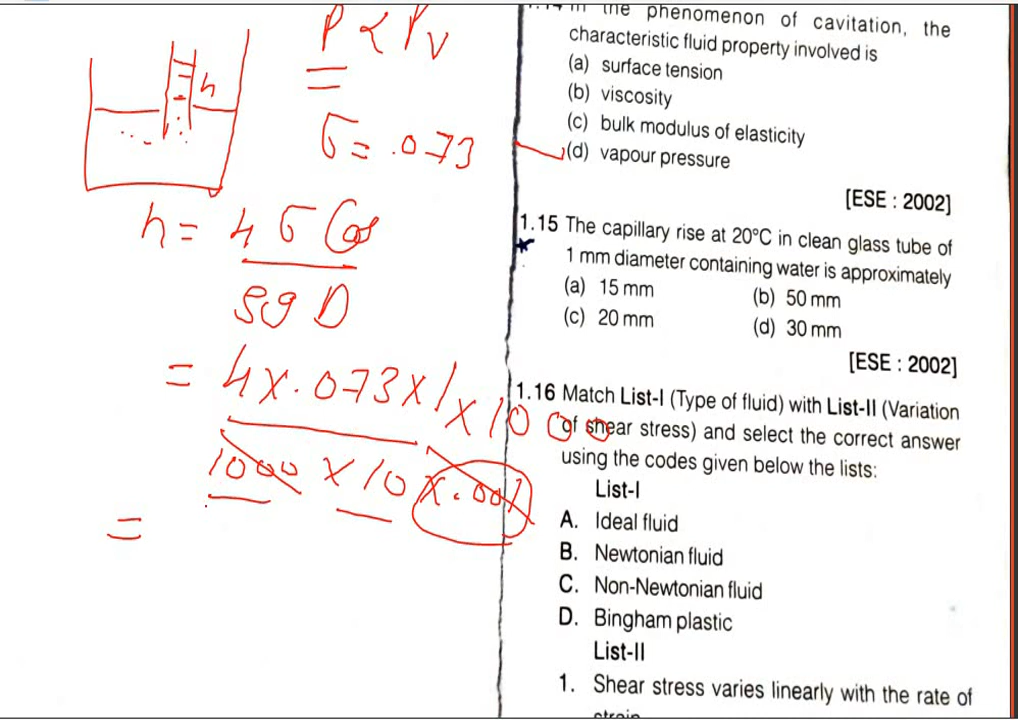 P < Pv
h
σ = .073
h = 4 σ Cos
ρ g D
= 4 x .073 x 1 x 1000
1000 x 10 x .001
=
the phenomenon of cavitation, the
characteristic fluid property involved is
(a) surface tension
(b) viscosity
(c) bulk modulus of elasticity
(d) vapour pressure
[ESE : 2002]
1.15 The capillary rise at 20°C in clean glass tube of
1 mm diameter containing water is approximately
(a) 15 mm (b) 50 mm
(c) 20 mm (d) 30 mm
[ESE : 2002]
1.16 Match List-I (Type of fluid) with List-II (Variation
of shear stress) and select the correct answer
using the codes given below the lists:
List-I
A. Ideal fluid
B. Newtonian fluid
C. Non-Newtonian fluid
D. Bingham plastic
List-II
1. Shear stress varies linearly with the rate of
strain